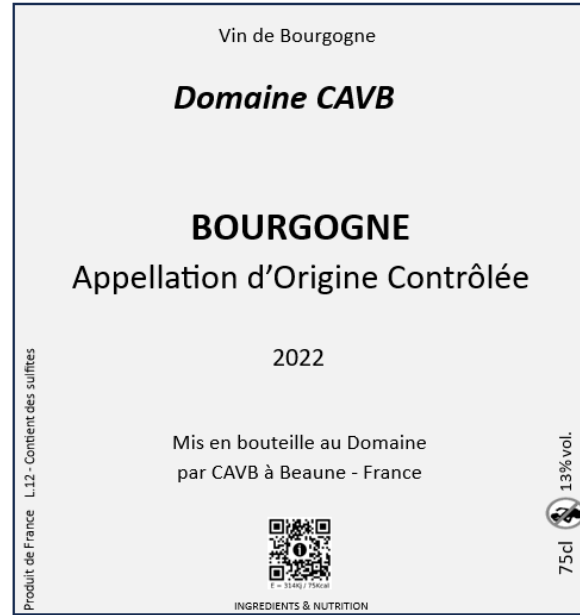 Vin de Bourgogne
Domaine CAVB
BOURGOGNE
Appellation d’Origine Contrôlée
2022
Mis en bouteille au Domaine
par CAVB à Beaune - France
E = 314Kj / 75Kcal
INGREDIENTS & NUTRITION
Produit de France L.12 - Contient des sulfites
75cl 13% vol.